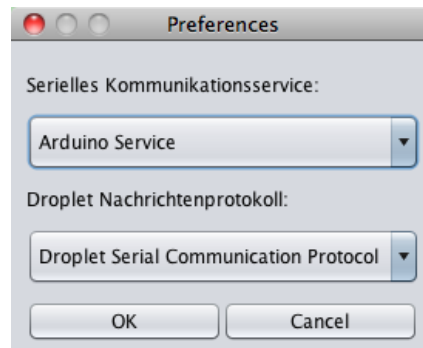 Preferences
Serielles Kommunikationsservice:
Arduino Service
Droplet Nachrichtenprotokoll:
Droplet Serial Communication Protocol
OK
Cancel